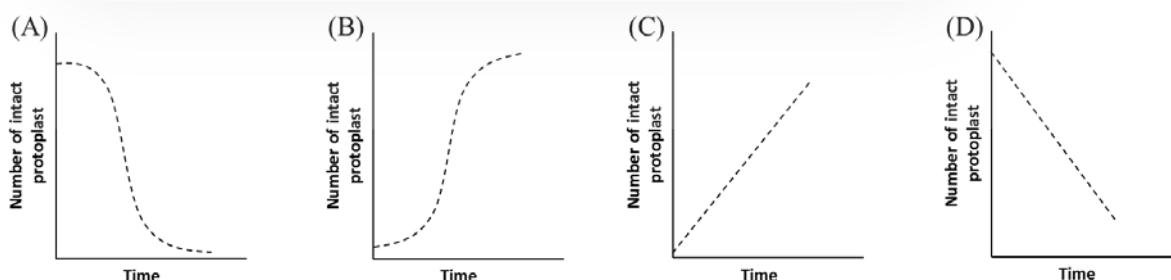 (A)
Number of intact
protoplast
Time
(B)
Number of intact
protoplast
Time
(C)
Number of intact
protoplast
Time
(D)
Number of intact
protoplast
Time